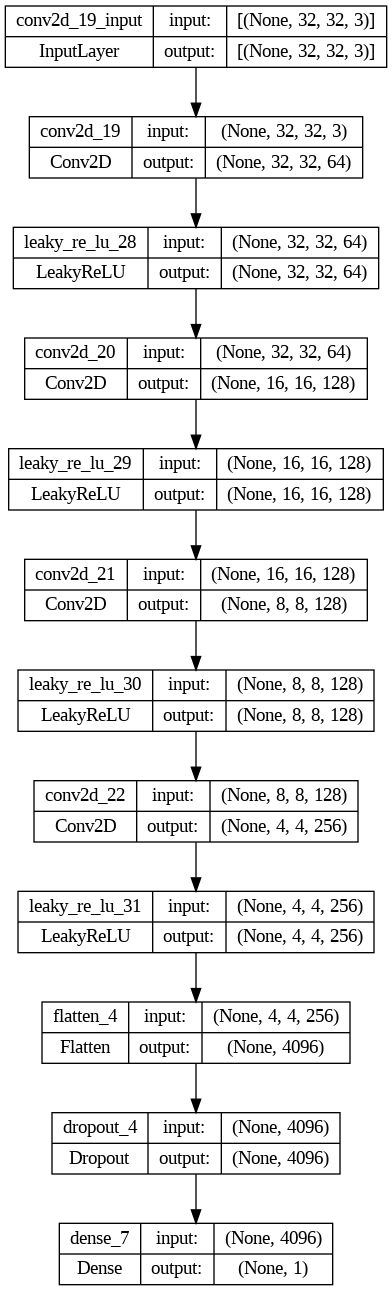 conv2d_19_input input: [(None, 32, 32, 3)]
InputLayer output: [(None, 32, 32, 3)]
conv2d_19 input: (None, 32, 32, 3)
Conv2D output: (None, 32, 32, 64)
leaky_re_lu_28 input: (None, 32, 32, 64)
LeakyReLU output: (None, 32, 32, 64)
conv2d_20 input: (None, 32, 32, 64)
Conv2D output: (None, 16, 16, 128)
leaky_re_lu_29 input: (None, 16, 16, 128)
LeakyReLU output: (None, 16, 16, 128)
conv2d_21 input: (None, 16, 16, 128)
Conv2D output: (None, 8, 8, 128)
leaky_re_lu_30 input: (None, 8, 8, 128)
LeakyReLU output: (None, 8, 8, 128)
conv2d_22 input: (None, 8, 8, 128)
Conv2D output: (None, 4, 4, 256)
leaky_re_lu_31 input: (None, 4, 4, 256)
LeakyReLU output: (None, 4, 4, 256)
flatten_4 input: (None, 4, 4, 256)
Flatten output: (None, 4096)
dropout_4 input: (None, 4096)
Dropout output: (None, 4096)
dense_7 input: (None, 4096)
Dense output: (None, 1)